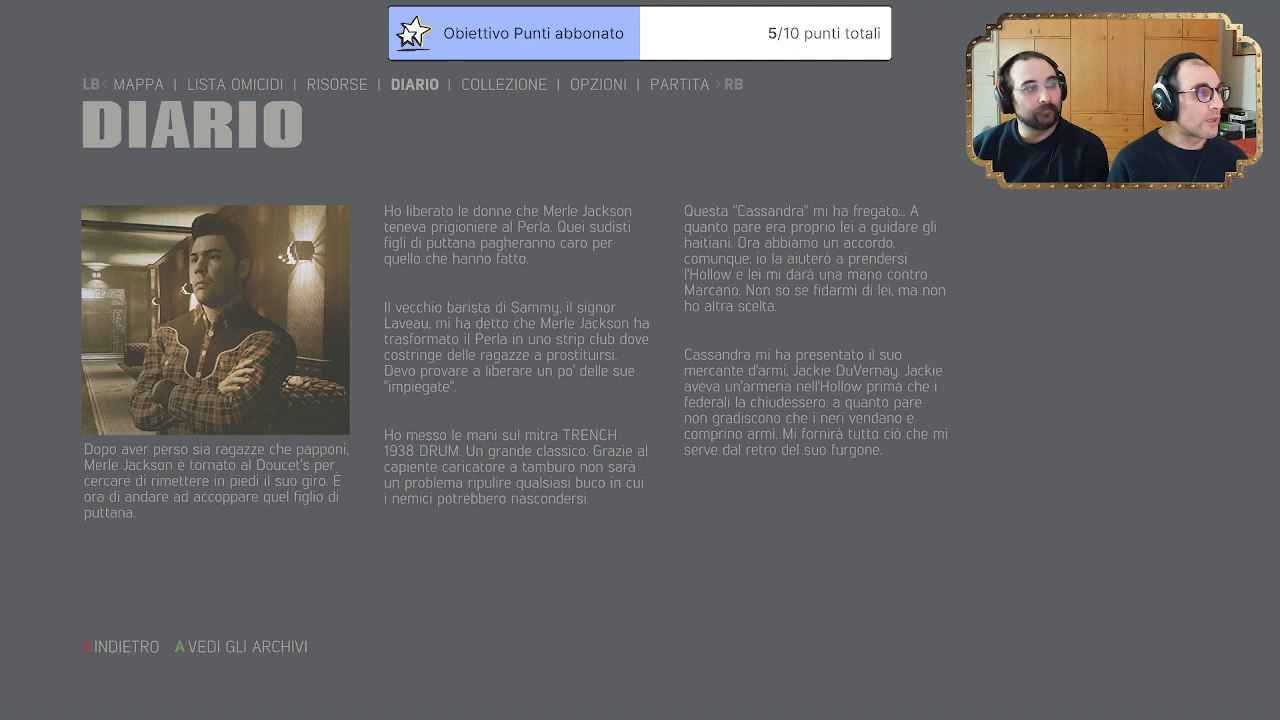 Obiettivo Punti abbonato
5/10 punti totali
LB< MAPPA | LISTA OMICIDI | RISORSE | DIARIO | COLLEZIONE | OPZIONI | PARTITA >RB
DIARIO
Dopo aver perso sia ragazze che papponi,
Merle Jackson è tornato al Doucet's per
cercare di rimettere in piedi il suo giro. È
ora di andare ad accoppare quel figlio di
puttana.
Ho liberato le donne che Merle Jackson
teneva prigioniere al Perla. Quei sudisti
figli di puttana pagheranno caro per
quello che hanno fatto.
Il vecchio barista di Sammy, il signor
Laveau, mi ha detto che Merle Jackson ha
trasformato il Perla in uno strip club dove
costringe delle ragazze a prostituirsi.
Devo provare a liberare un po' delle sue
"impiegate".
Ho messo le mani sul mitra TRENCH
1938 DRUM. Un grande classico. Grazie al
capiente caricatore a tamburo non sarà
un problema ripulire qualsiasi buco in cui
i nemici potrebbero nascondersi.
Questa "Cassandra" mi ha fregato... A
quanto pare era proprio lei a guidare gli
haitiani. Ora abbiamo un accordo,
comunque: io la aiuterò a prendersi
l'Hollow e lei mi darà una mano contro
Marcano. Non so se fidarmi di lei, ma non
ho altra scelta.
Cassandra mi ha presentato il suo
mercante d'armi, Jackie DuVernay. Jackie
aveva un'armeria nell'Hollow prima che i
federali la chiudessero: a quanto pare
non gradiscono che i neri vendano e
comprino armi. Mi fornirà tutto ciò che mi
serve dal retro del suo furgone.
B INDIETRO A VEDI GLI ARCHIVI